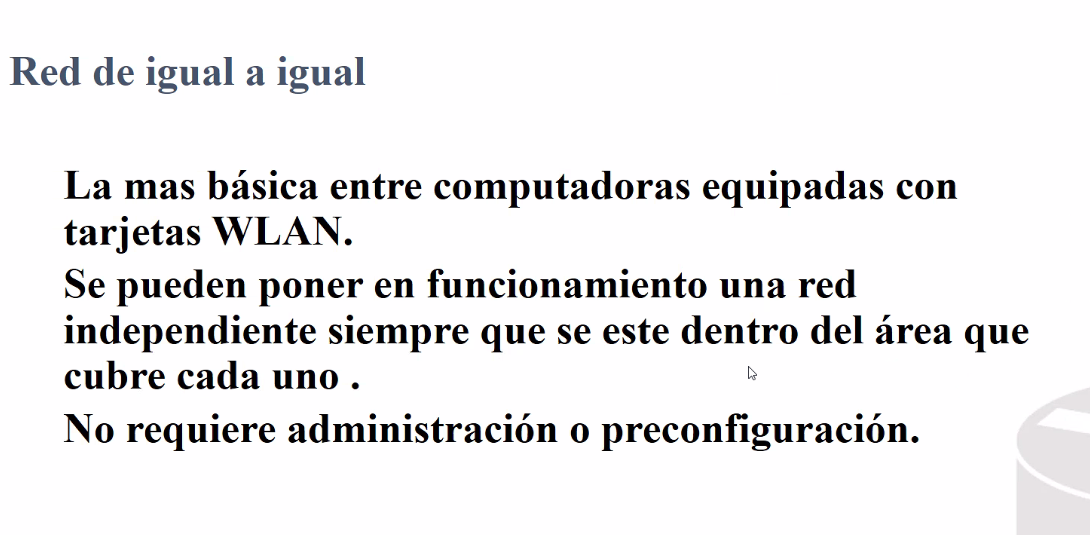 Red de igual a igual
La mas básica entre computadoras equipadas con
tarjetas WLAN.
Se pueden poner en funcionamiento una red
independiente siempre que se este dentro del área que
cubre cada uno .
No requiere administración o preconfiguración.